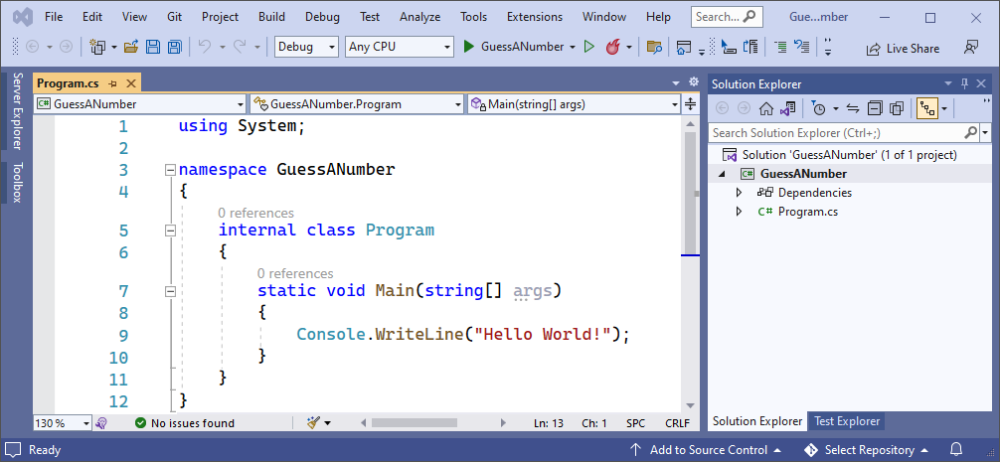 File Edit View Git Project Build Debug Test Analyze Tools Extensions Window Help Search... Gue...mber
Debug Any CPU GuessANumber Live Share
Server Explorer
Toolbox
Program.cs
GuessANumber GuessANumber.Program Main(string[] args)
1 using System;
2
3 namespace GuessANumber
4 {
0 references
5 internal class Program
6 {
0 references
7 static void Main(string[] args)
8 {
9 Console.WriteLine("Hello World!");
10 }
11 }
12 }
130 % No issues found Ln: 13 Ch: 1 SPC CRLF
Solution Explorer
Search Solution Explorer (Ctrl+;)
Solution 'GuessANumber' (1 of 1 project)
C# GuessANumber
Dependencies
C# Program.cs
Solution Explorer Test Explorer
Ready Add to Source Control Select Repository